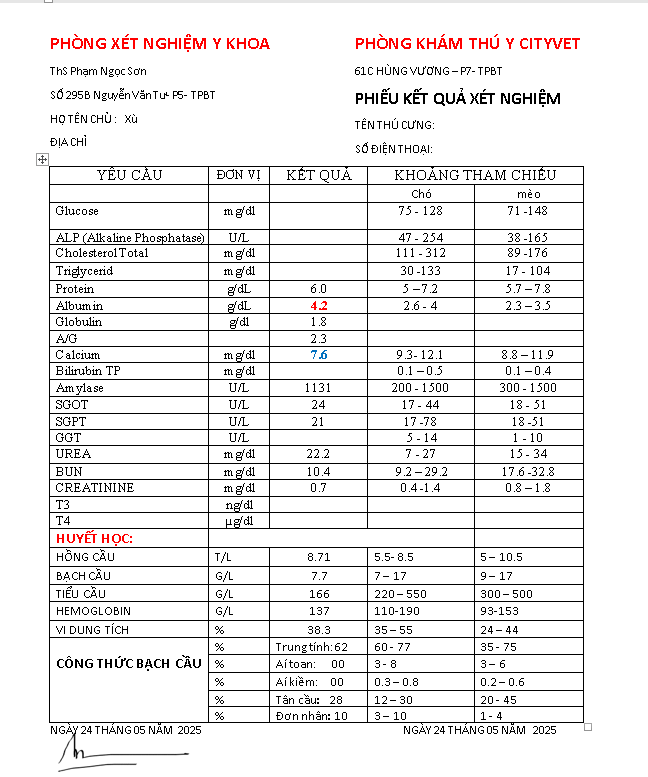 PHÒNG XÉT NGHIỆM Y KHOA PHÒNG KHÁM THÚ Y CITYVET
ThS Phạm Ngọc Sơn 61C HÙNG VƯƠNG – P7- TPBT
SỐ 295B Nguyễn Văn Tư- P5- TPBT PHIẾU KẾT QUẢ XÉT NGHIỆM
HỌ TÊN CHỦ : Xù TÊN THÚ CƯNG:
ĐỊA CHỈ SỐ ĐIỆN THOẠI:
YÊU CẦU ĐƠN VỊ KẾT QUẢ KHOẢNG THAM CHIẾU
Chó mèo
Glucose mg/dl 75 - 128 71 -148
ALP (Alkaline Phosphatase) U/L 47 - 254 38 -165
Cholesterol Total mg/dl 111 - 312 89 -176
Triglycerid mg/dl 30 -133 17 - 104
Protein g/dL 6.0 5 –7.2 5.7 – 7.8
Albumin g/dL 4.2 2.6 - 4 2.3 – 3.5
Globulin g/dl 1.8
A/G 2.3
Calcium mg/dl 7.6 9.3- 12.1 8.8 – 11.9
Bilirubin TP mg/dl 0.1 – 0.5 0.1 – 0.4
Amylase U/L 1131 200 - 1500 300 - 1500
SGOT U/L 24 17 - 44 18 - 51
SGPT U/L 21 17 -78 18 -51
GGT U/L 5 - 14 1 - 10
UREA mg/dl 22.2 7 - 27 15 - 34
BUN mg/dl 10.4 9.2 – 29.2 17.6 -32.8
CREATININE mg/dl 0.7 0.4 -1.4 0.8 – 1.8
T3 ng/dl
T4 µg/dl
HUYẾT HỌC:
HỒNG CẦU T/L 8.71 5.5- 8.5 5 – 10.5
BẠCH CẦU G/L 7.7 7 – 17 9 – 17
TIỂU CẦU G/L 166 220 – 550 300 – 500
HEMOGLOBIN G/L 137 110-190 93-153
VI DUNG TÍCH % 38.3 35 – 55 24 – 44
CÔNG THỨC BẠCH CẦU % Trung tính: 62 60 - 77 35 - 75
% Aí toan: 00 3 - 8 3 – 6
% Aí kiềm: 00 0.3 – 0.8 0.2 – 0.6
% Tân cầu: 28 12 – 30 20 - 45
% Đơn nhân: 10 3 – 10 1 - 4
NGÀY 24 THÁNG 05 NĂM 2025 NGÀY 24 THÁNG 05 NĂM 2025